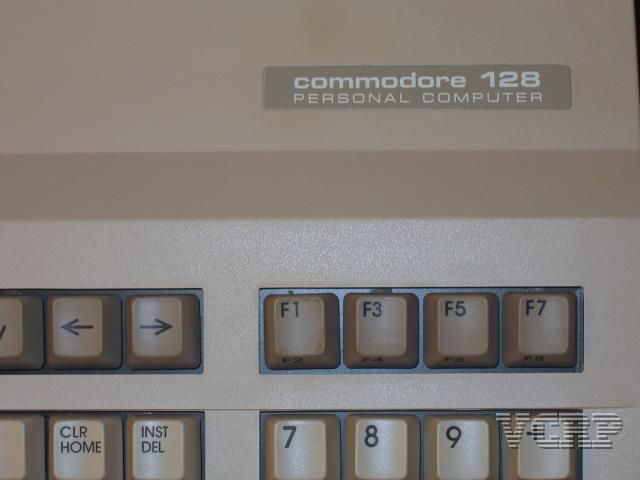 commodore 128
PERSONAL COMPUTER
← → F1 F3 F5 F7
F2 F4 F6 F8
CLR HOME INST DEL 7 8 9
VCRP